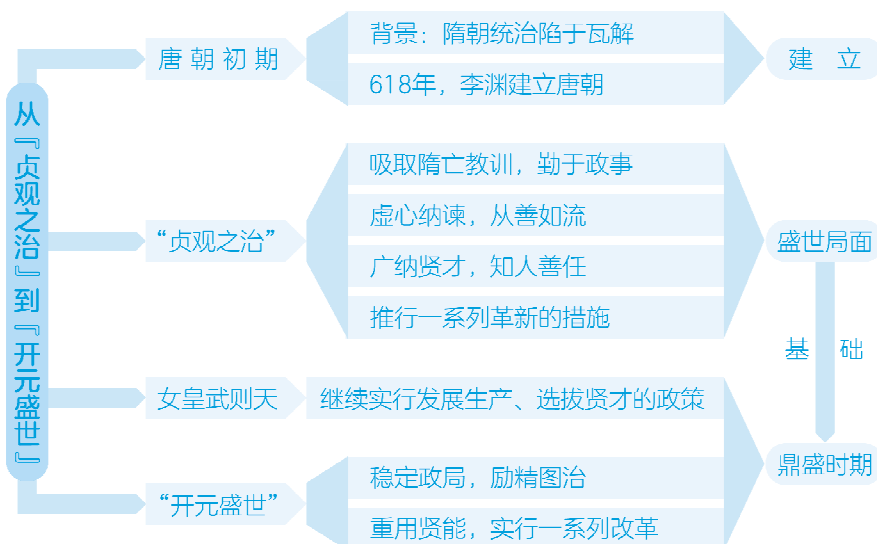 从『贞观之治』到『开元盛世』
唐朝初期
背景：隋朝统治陷于瓦解
618年，李渊建立唐朝
建立
“贞观之治”
吸取隋亡教训，勤于政事
虚心纳谏，从善如流
广纳贤才，知人善任
推行一系列革新的措施
盛世局面
基础
女皇武则天
继续实行发展生产、选拔贤才的政策
“开元盛世”
稳定政局，励精图治
重用贤能，实行一系列改革
鼎盛时期